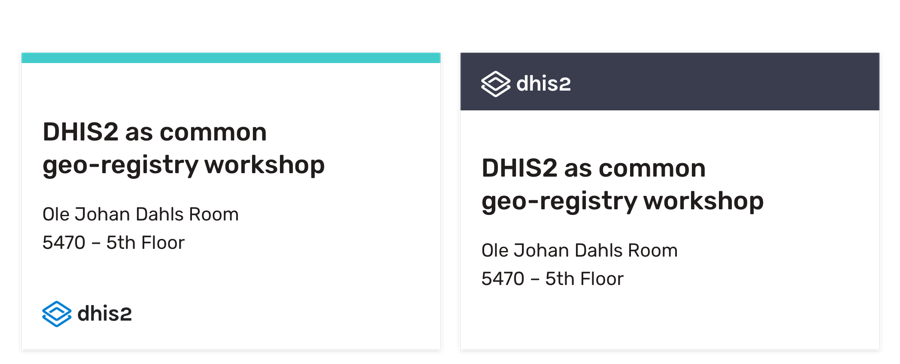 DHIS2 as common
geo-registry workshop
Ole Johan Dahls Room
5470 – 5th Floor
dhis2
dhis2
DHIS2 as common
geo-registry workshop
Ole Johan Dahls Room
5470 – 5th Floor